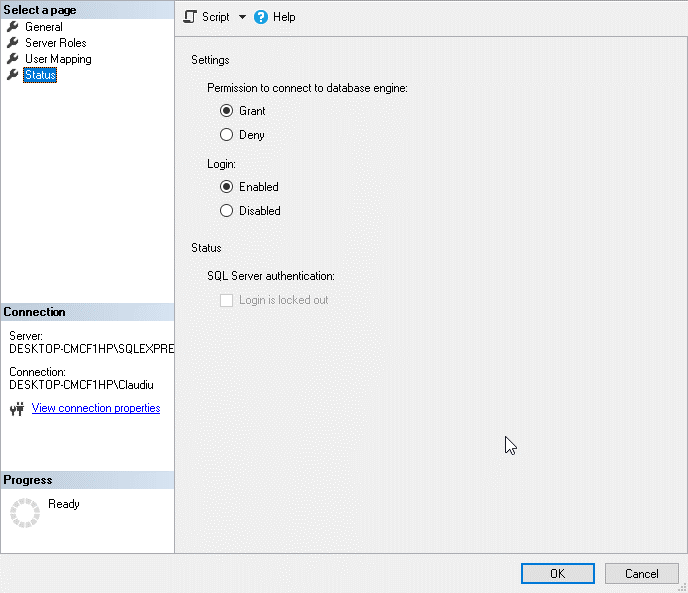 Select a page
General
Server Roles
User Mapping
Status
Script
Help
Settings
Permission to connect to database engine:
Grant
Deny
Login:
Enabled
Disabled
Status
SQL Server authentication:
Login is locked out
Connection
Server:
DESKTOP-CMCF1HP\SQLEXPRE
Connection:
DESKTOP-CMCF1HP\Claudiu
View connection properties
Progress
Ready
OK
Cancel